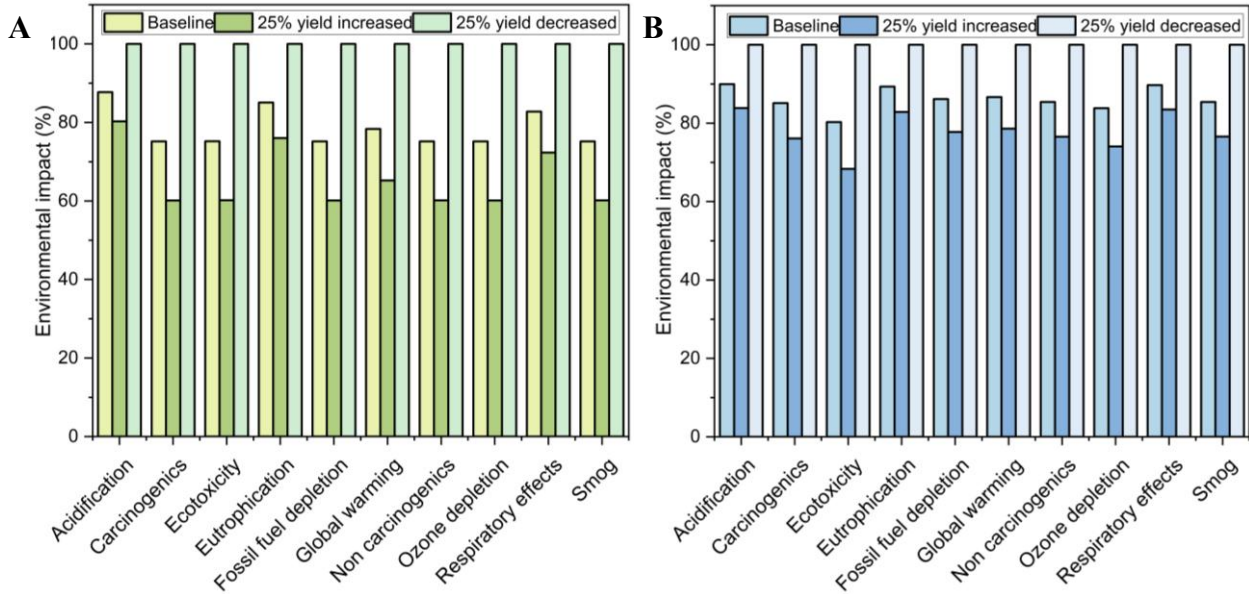 A
Baseline 25% yield increased 25% yield decreased
Environmental impact (%)
100
80
60
40
20
0
Acidification
Carcinogenics
Ecotoxicity
Eutrophication
Fossil fuel depletion
Global warming
Non carcinogenics
Ozone depletion
Respiratory effects
Smog
B
Baseline 25% yield increased 25% yield decreased
Environmental impact (%)
100
80
60
40
20
0
Acidification
Carcinogenics
Ecotoxicity
Eutrophication
Fossil fuel depletion
Global warming
Non carcinogenics
Ozone depletion
Respiratory effects
Smog